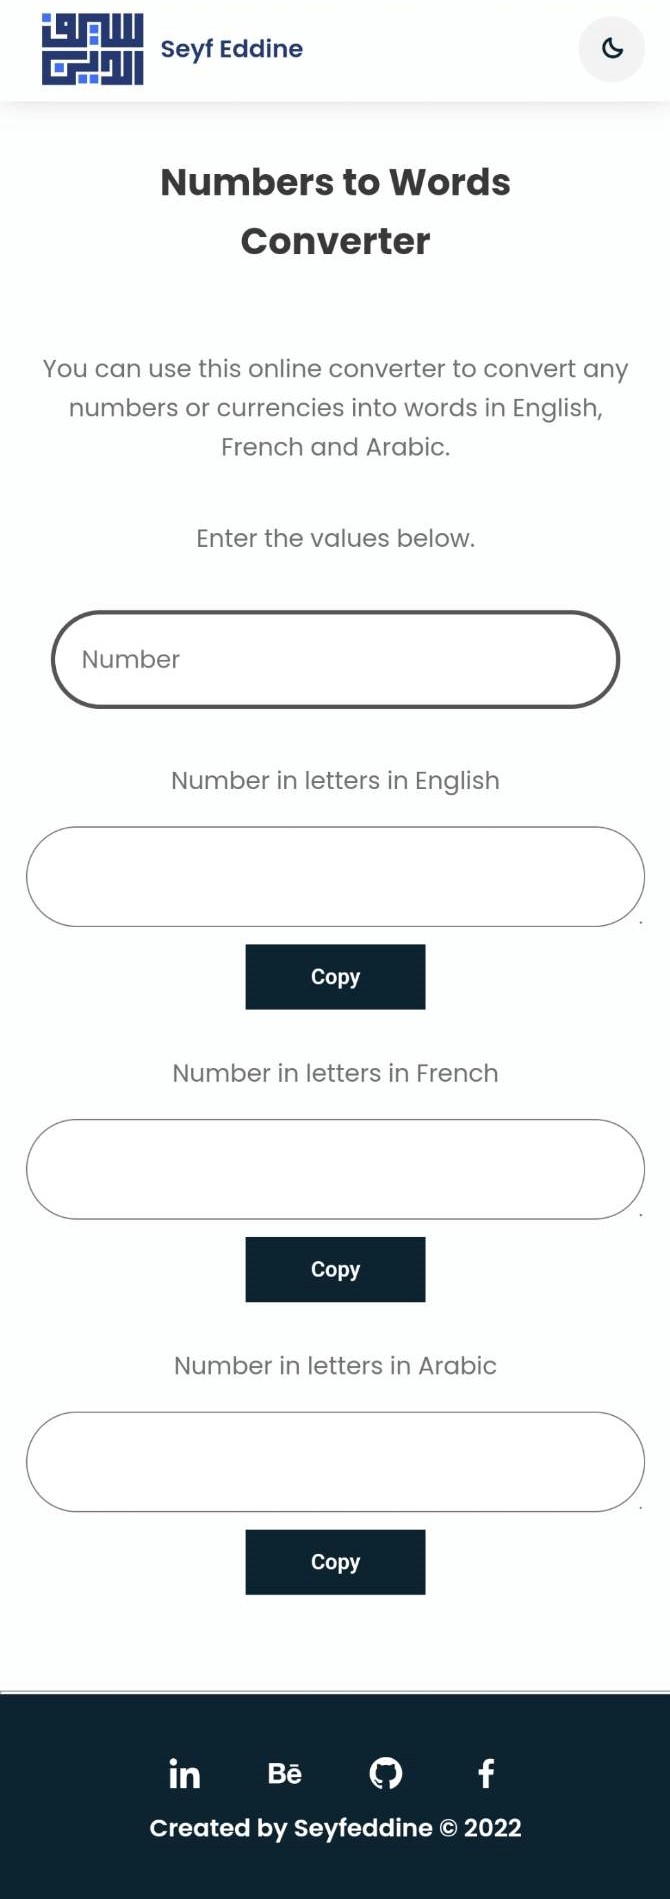 سيف
الدين
Seyf Eddine
Numbers to Words
Converter
You can use this online converter to convert any
numbers or currencies into words in English,
French and Arabic.
Enter the values below.
Number
Number in letters in English
Copy
Number in letters in French
Copy
Number in letters in Arabic
Copy
in Bē f
Created by Seyfeddine © 2022